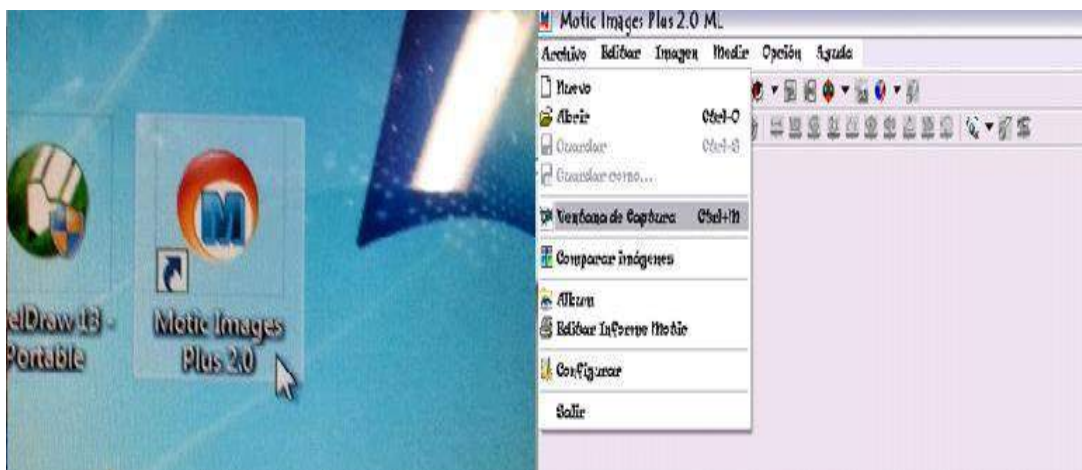 elDraw 13 -
Portable
M
Motic Images
Plus 2.0
M Motic Images Plus 2.0 ML
Archivo Editar Imagen Medir Opción Ayuda
Nuevo
Abrir Ctrl-O
Guardar Ctrl-S
Guardar como...
Ventana de Captura Ctrl+M
Comparar imágenes
Album
Editar Informe Motic
Configurar
Salir